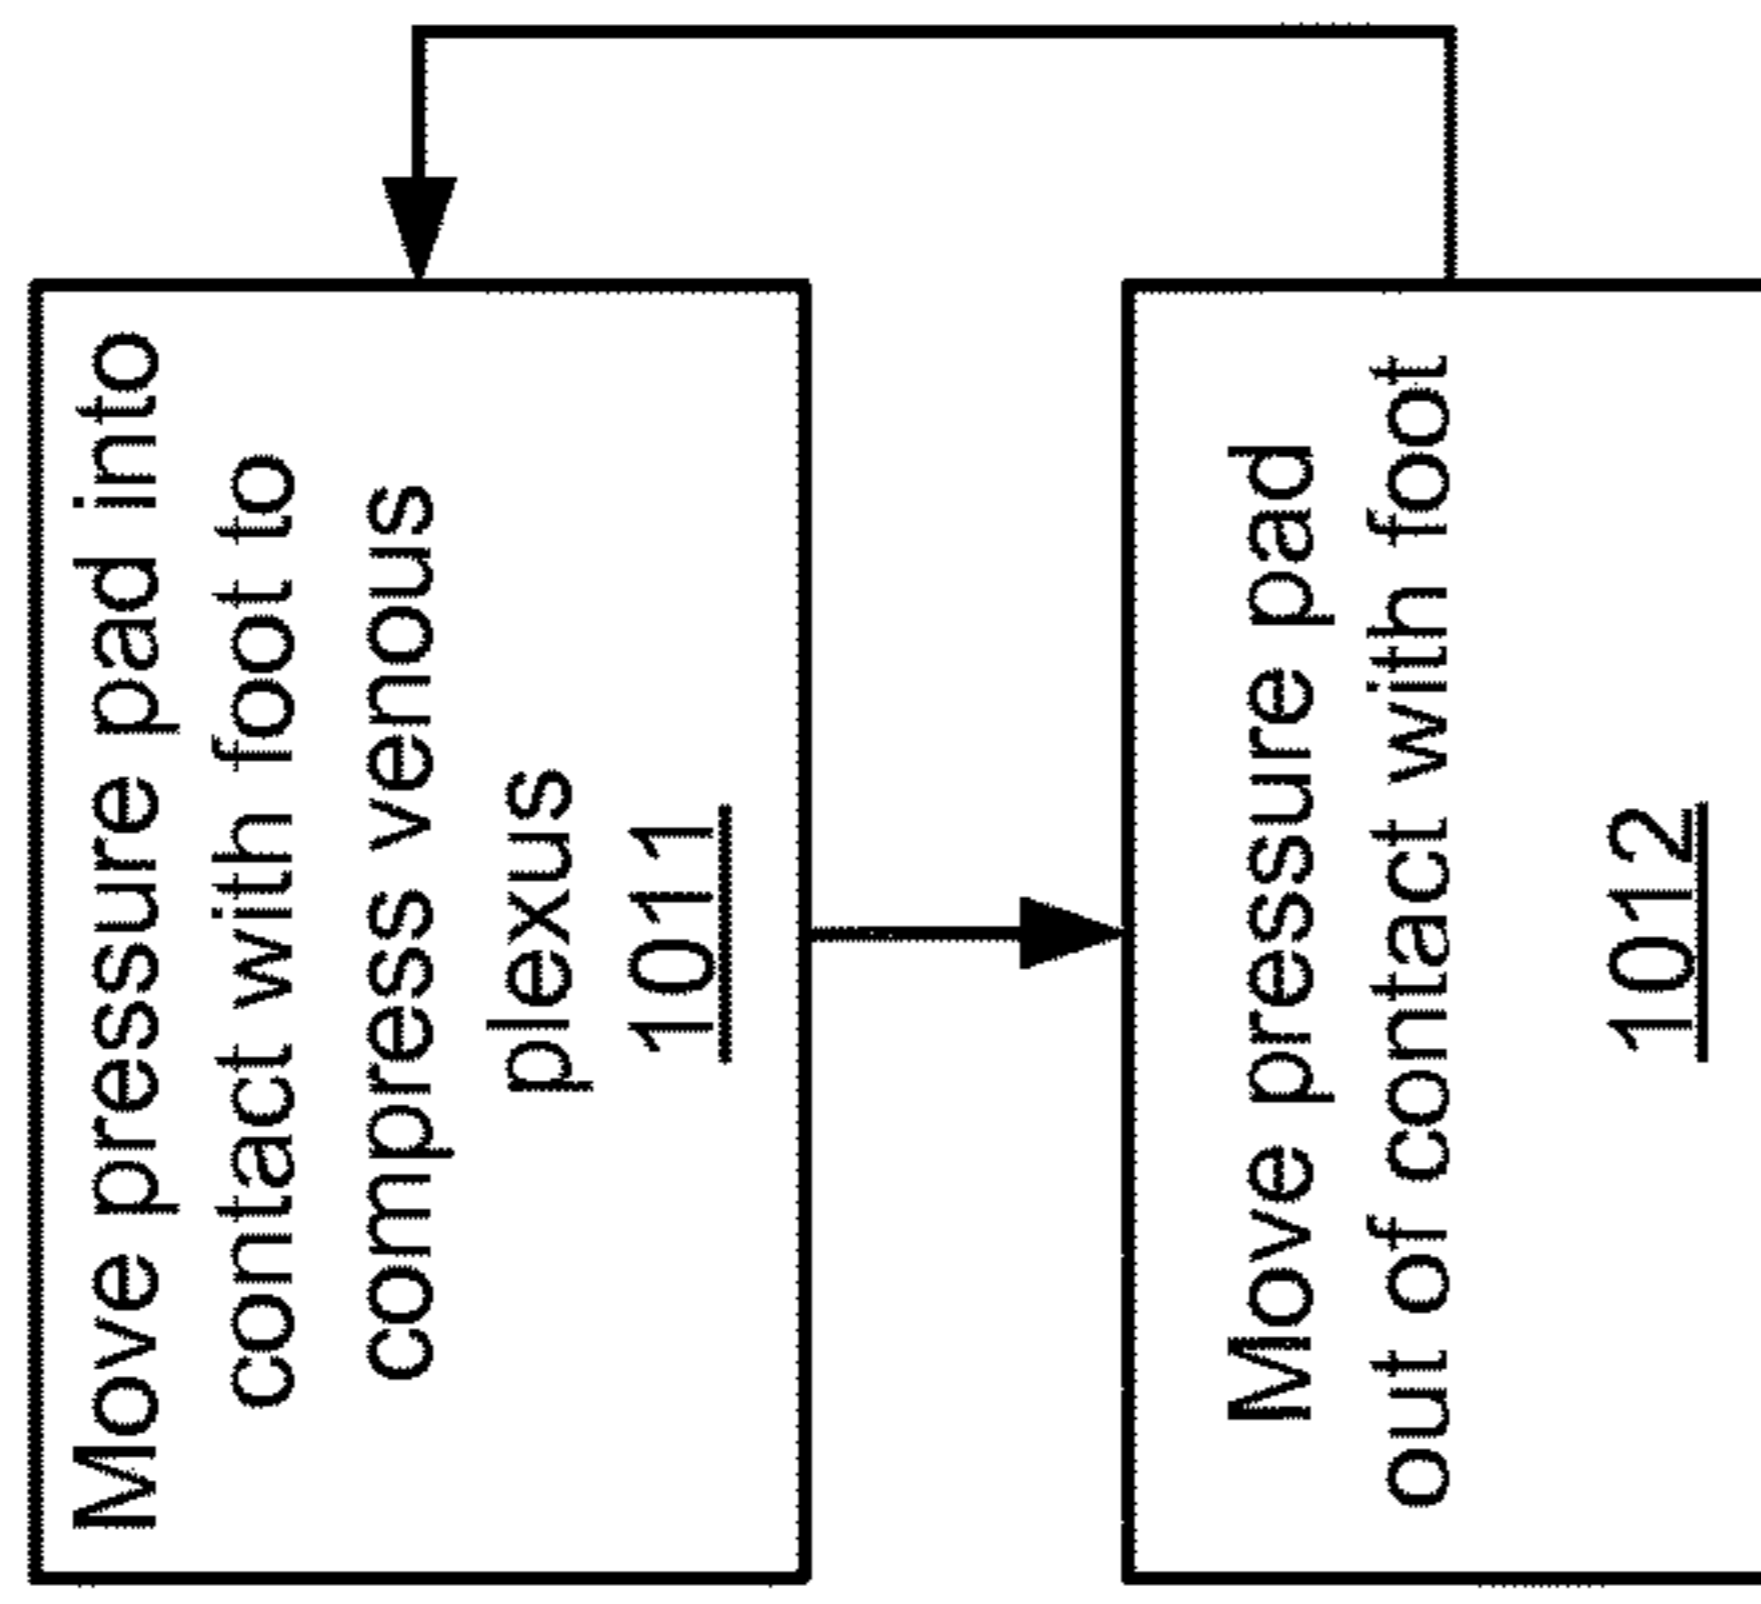 Move pressure pad into
contact with foot to
compress venous
plexus
1011
Move pressure pad
out of contact with foot
1012